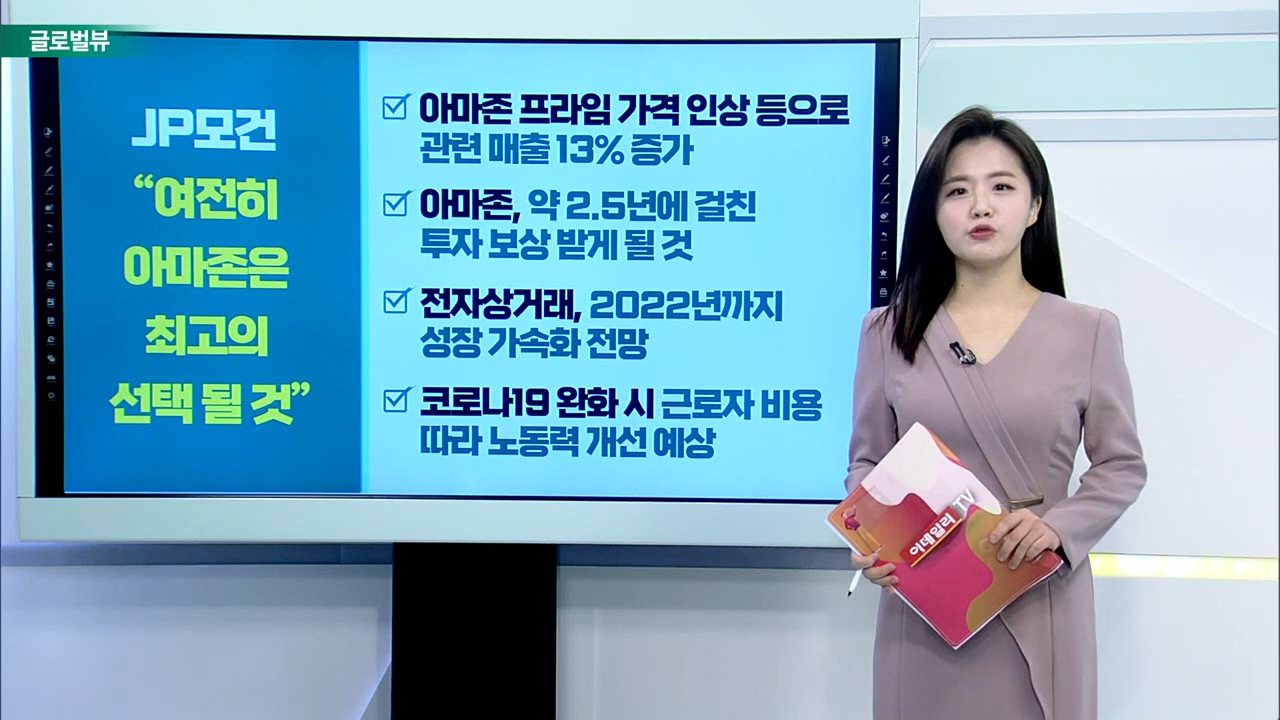 글로벌뷰
JP모건
“여전히
아마존은
최고의
선택 될 것”
아마존 프라임 가격 인상 등으로
관련 매출 13% 증가
아마존, 약 2.5년에 걸친
투자 보상 받게 될 것
전자상거래, 2022년까지
성장 가속화 전망
코로나19 완화 시 근로자 비용
따라 노동력 개선 예상
이데일리 TV